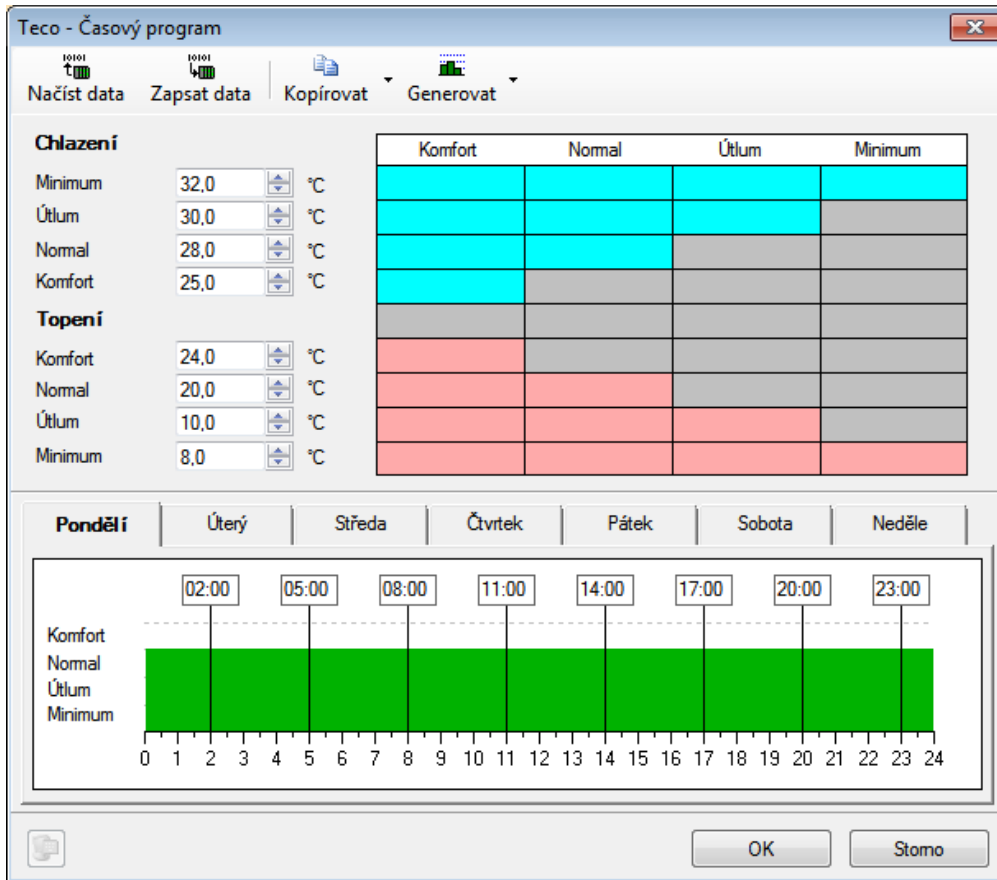 Teco - Časový program
Načíst data Zapsat data Kopírovat Generovat
Chlazení
Komfort Normal Útlum Minimum
Minimum 32,0 °C
Útlum 30,0 °C
Normal 28,0 °C
Komfort 25,0 °C
Topení
Komfort 24,0 °C
Normal 20,0 °C
Útlum 10,0 °C
Minimum 8,0 °C
Pondělí Úterý Středa Čtvrtek Pátek Sobota Neděle
02:00 05:00 08:00 11:00 14:00 17:00 20:00 23:00
Komfort
Normal
Útlum
Minimum
0 1 2 3 4 5 6 7 8 9 10 11 12 13 14 15 16 17 18 19 20 21 22 23 24
OK Storno